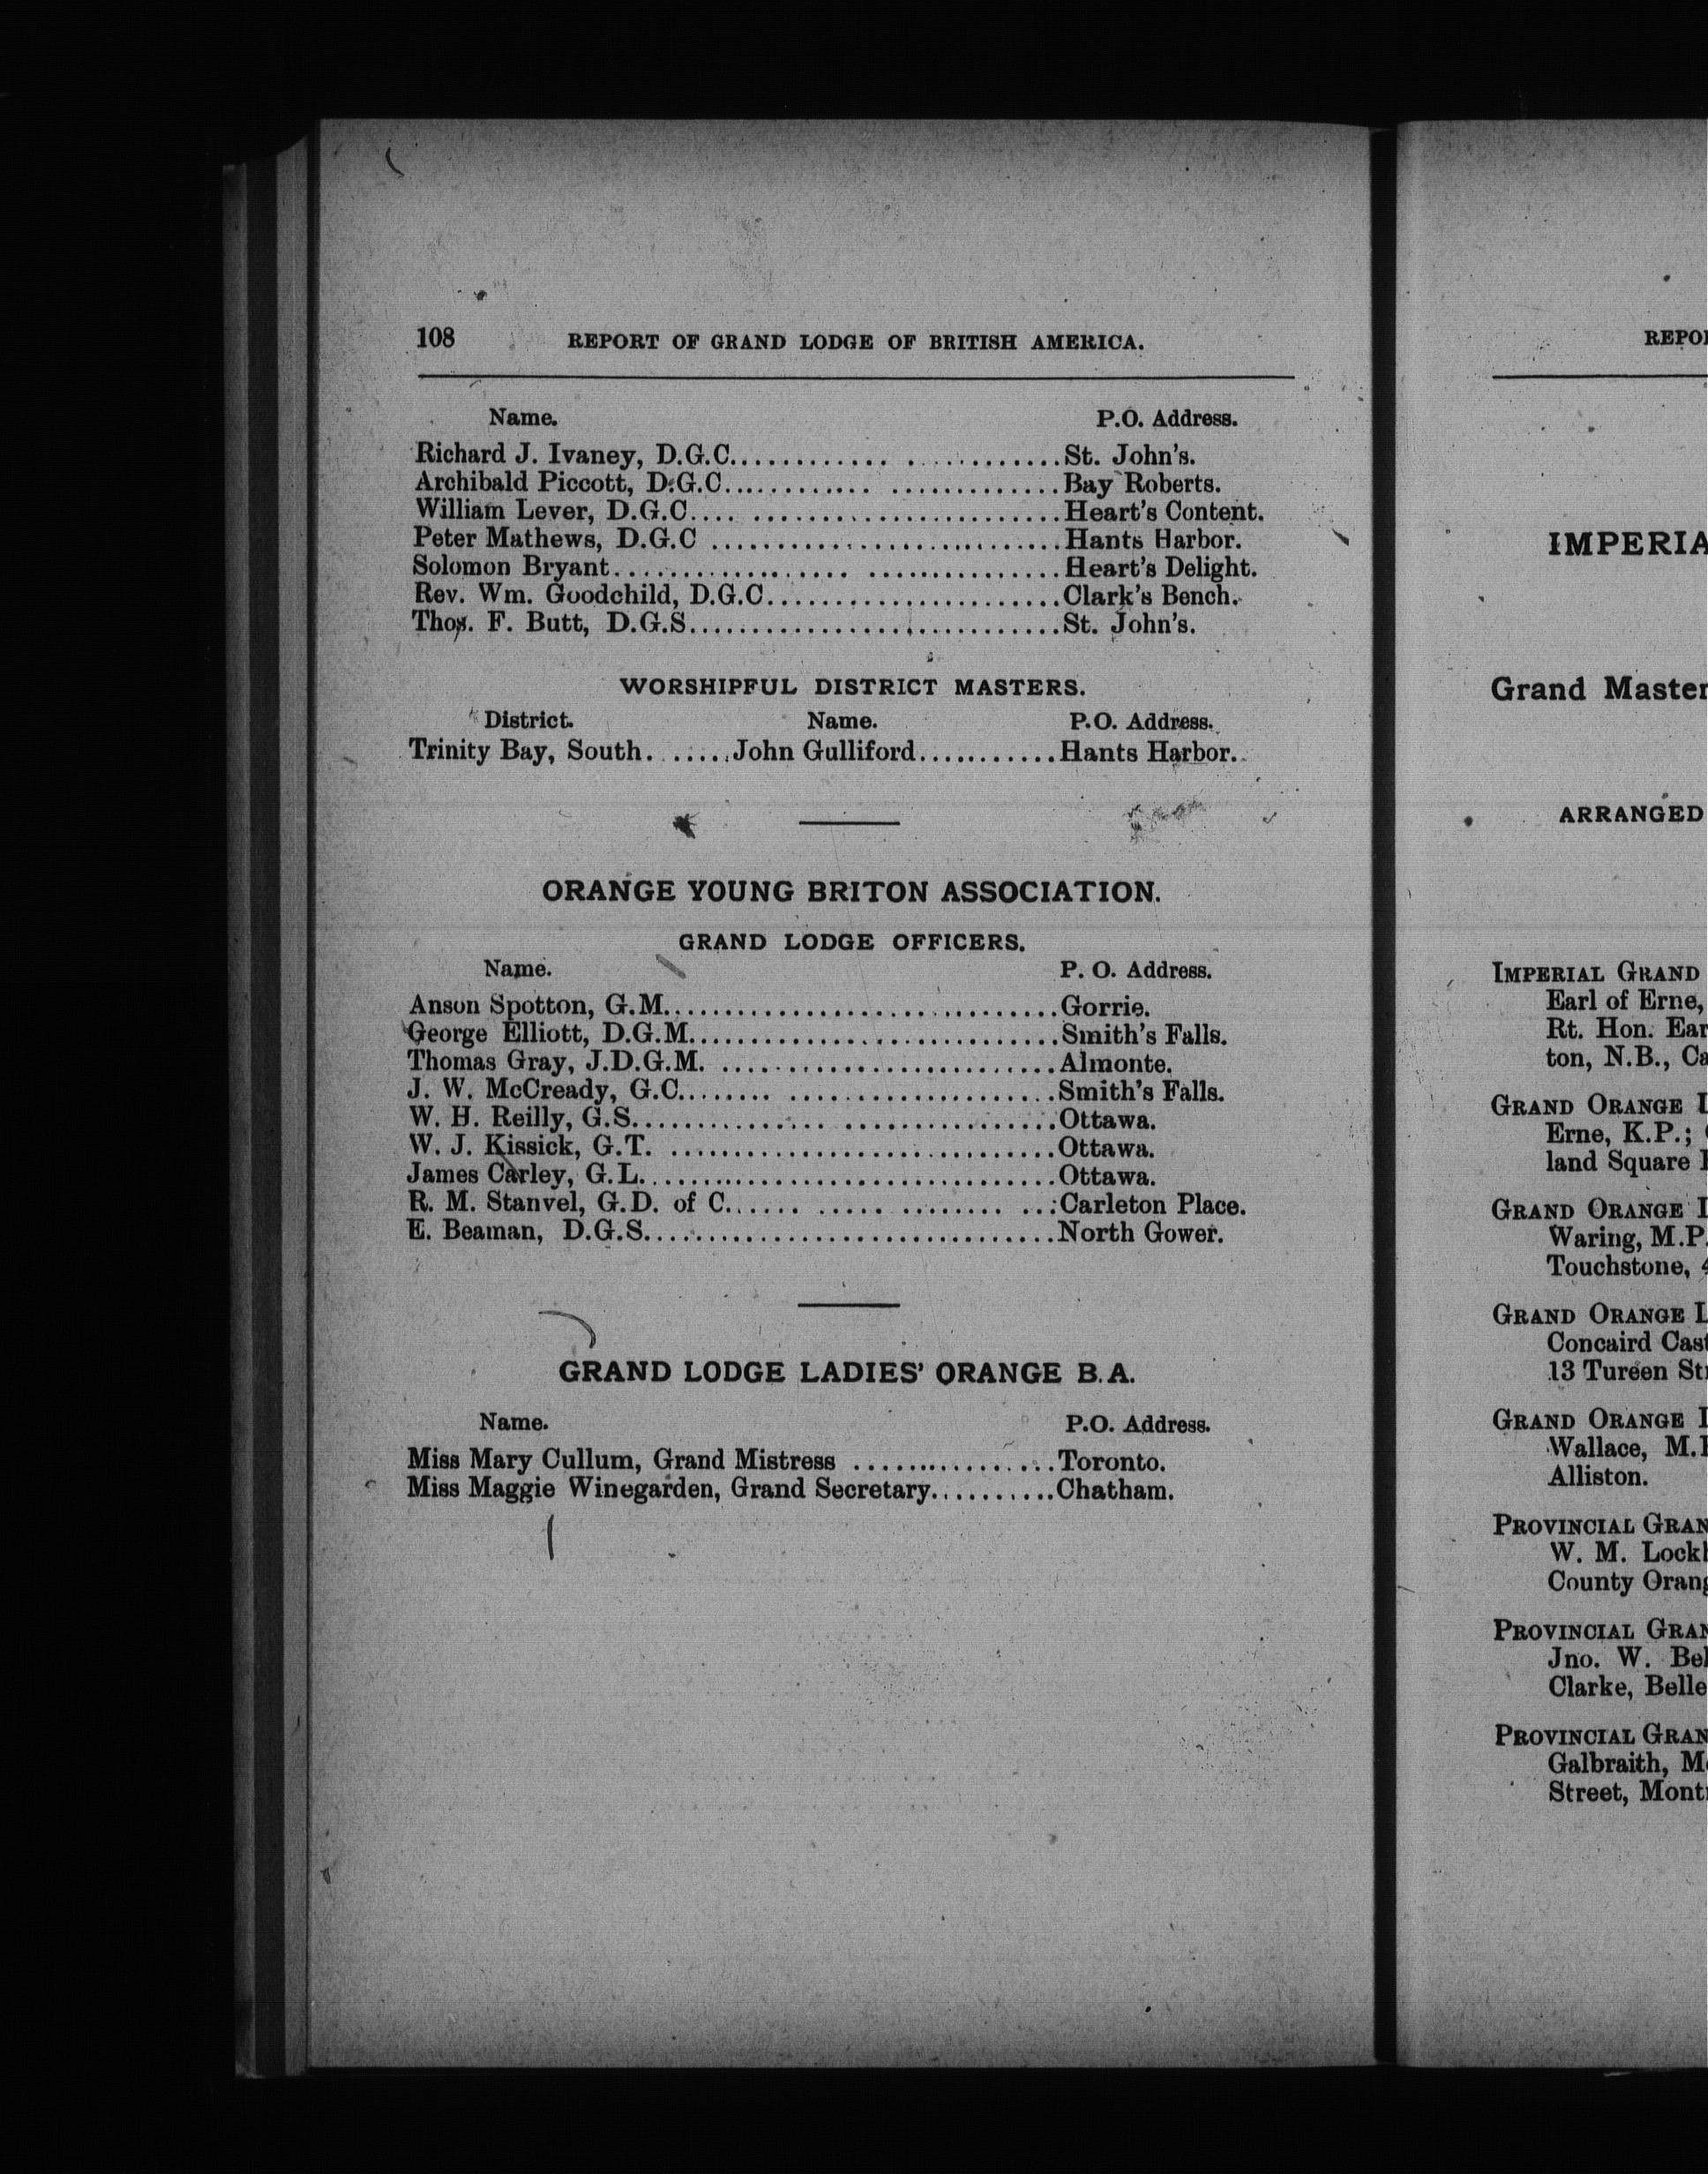 108 REPORT OF GRAND LODGE OF BRITISH AMERICA.
Name. P.O. Address.
Richard J. Ivaney, D.G.C............ ............St. John's.
Archibald Piccott, D.G.C............ .............Bay Roberts.
William Lever, D.G.C.... ........................Heart's Content.
Peter Mathews, D.G.C ...........................Hants Harbor.
Solomon Bryant................... ...............Heart's Delight.
Rev. Wm. Goodchild, D.G.C.......................Clark's Bench.
Thos. F. Butt, D.G.S.............................St. John's.
WORSHIPFUL DISTRICT MASTERS.
District. Name. P.O. Address.
Trinity Bay, South. ......John Gulliford...........Hants Harbor.
ORANGE YOUNG BRITON ASSOCIATION.
GRAND LODGE OFFICERS.
Name. P. O. Address.
Anson Spotton, G.M...............................Gorrie.
George Elliott, D.G.M.............................Smith's Falls.
Thomas Gray, J.D.G.M. ..........................Almonte.
J. W. McCready, G.C........ .....................Smith's Falls.
W. H. Reilly, G.S............... .................Ottawa.
W. J. Kissick, G.T. ..............................Ottawa.
James Carley, G.L................................Ottawa.
R. M. Stanvel, G.D. of C...... ..... ........ ...Carleton Place.
E. Beaman, D.G.S................................North Gower.
GRAND LODGE LADIES' ORANGE B.A.
Name. P.O. Address.
Miss Mary Cullum, Grand Mistress ................Toronto.
Miss Maggie Winegarden, Grand Secretary..........Chatham.
IMPERIA
Grand Master
ARRANGED
IMPERIAL GRAND
Earl of Erne,
Rt. Hon. Ear
ton, N.B., Ca
GRAND ORANGE
Erne, K.P.;
land Square
GRAND ORANGE
Waring, M.P.
Touchstone,
GRAND ORANGE L
Concaird Cast
13 Tureen St
GRAND ORANGE
Wallace, M.
Alliston.
PROVINCIAL GRAN
W. M. Lock
County Orang
PROVINCIAL GRAN
Jno. W. Bel
Clarke, Belle
PROVINCIAL GRAN
Galbraith, M
Street, Mont